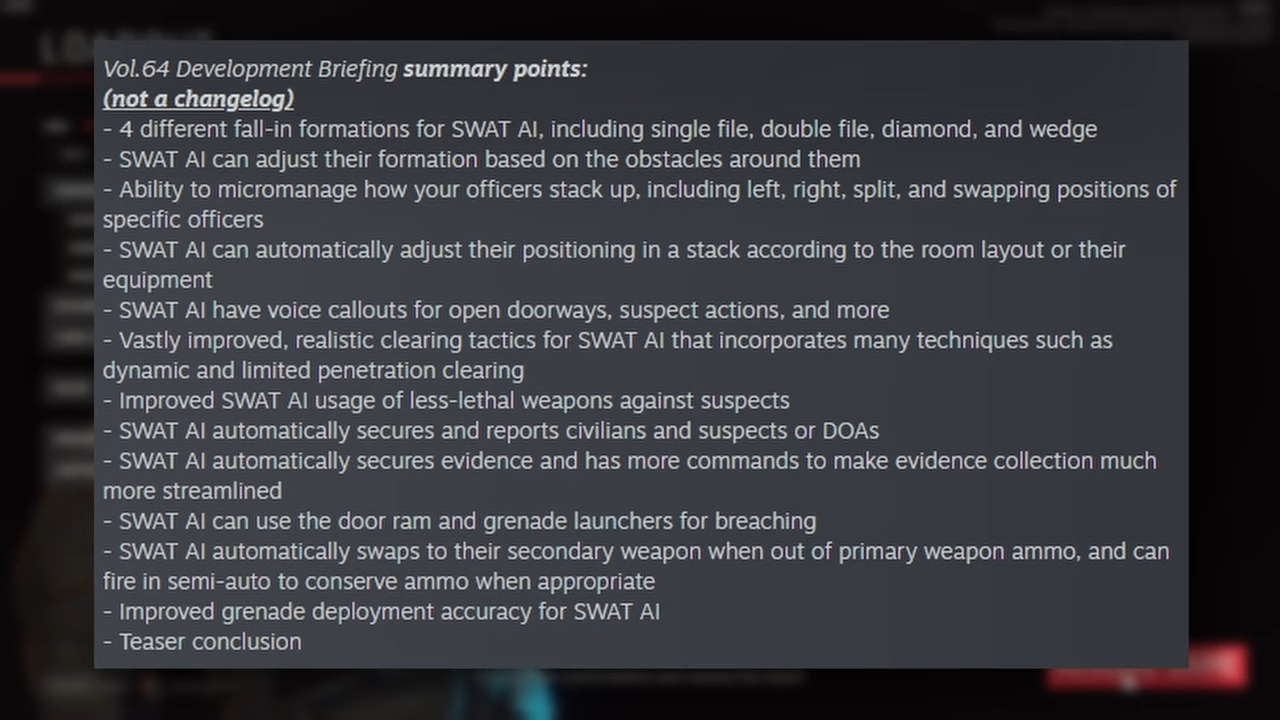 Vol.64 Development Briefing summary points:
(not a changelog)
- 4 different fall-in formations for SWAT AI, including single file, double file, diamond, and wedge
- SWAT AI can adjust their formation based on the obstacles around them
- Ability to micromanage how your officers stack up, including left, right, split, and swapping positions of
specific officers
- SWAT AI can automatically adjust their positioning in a stack according to the room layout or their
equipment
- SWAT AI have voice callouts for open doorways, suspect actions, and more
- Vastly improved, realistic clearing tactics for SWAT AI that incorporates many techniques such as
dynamic and limited penetration clearing
- Improved SWAT AI usage of less-lethal weapons against suspects
- SWAT AI automatically secures and reports civilians and suspects or DOAs
- SWAT AI automatically secures evidence and has more commands to make evidence collection much
more streamlined
- SWAT AI can use the door ram and grenade launchers for breaching
- SWAT AI automatically swaps to their secondary weapon when out of primary weapon ammo, and can
fire in semi-auto to conserve ammo when appropriate
- Improved grenade deployment accuracy for SWAT AI
- Teaser conclusion